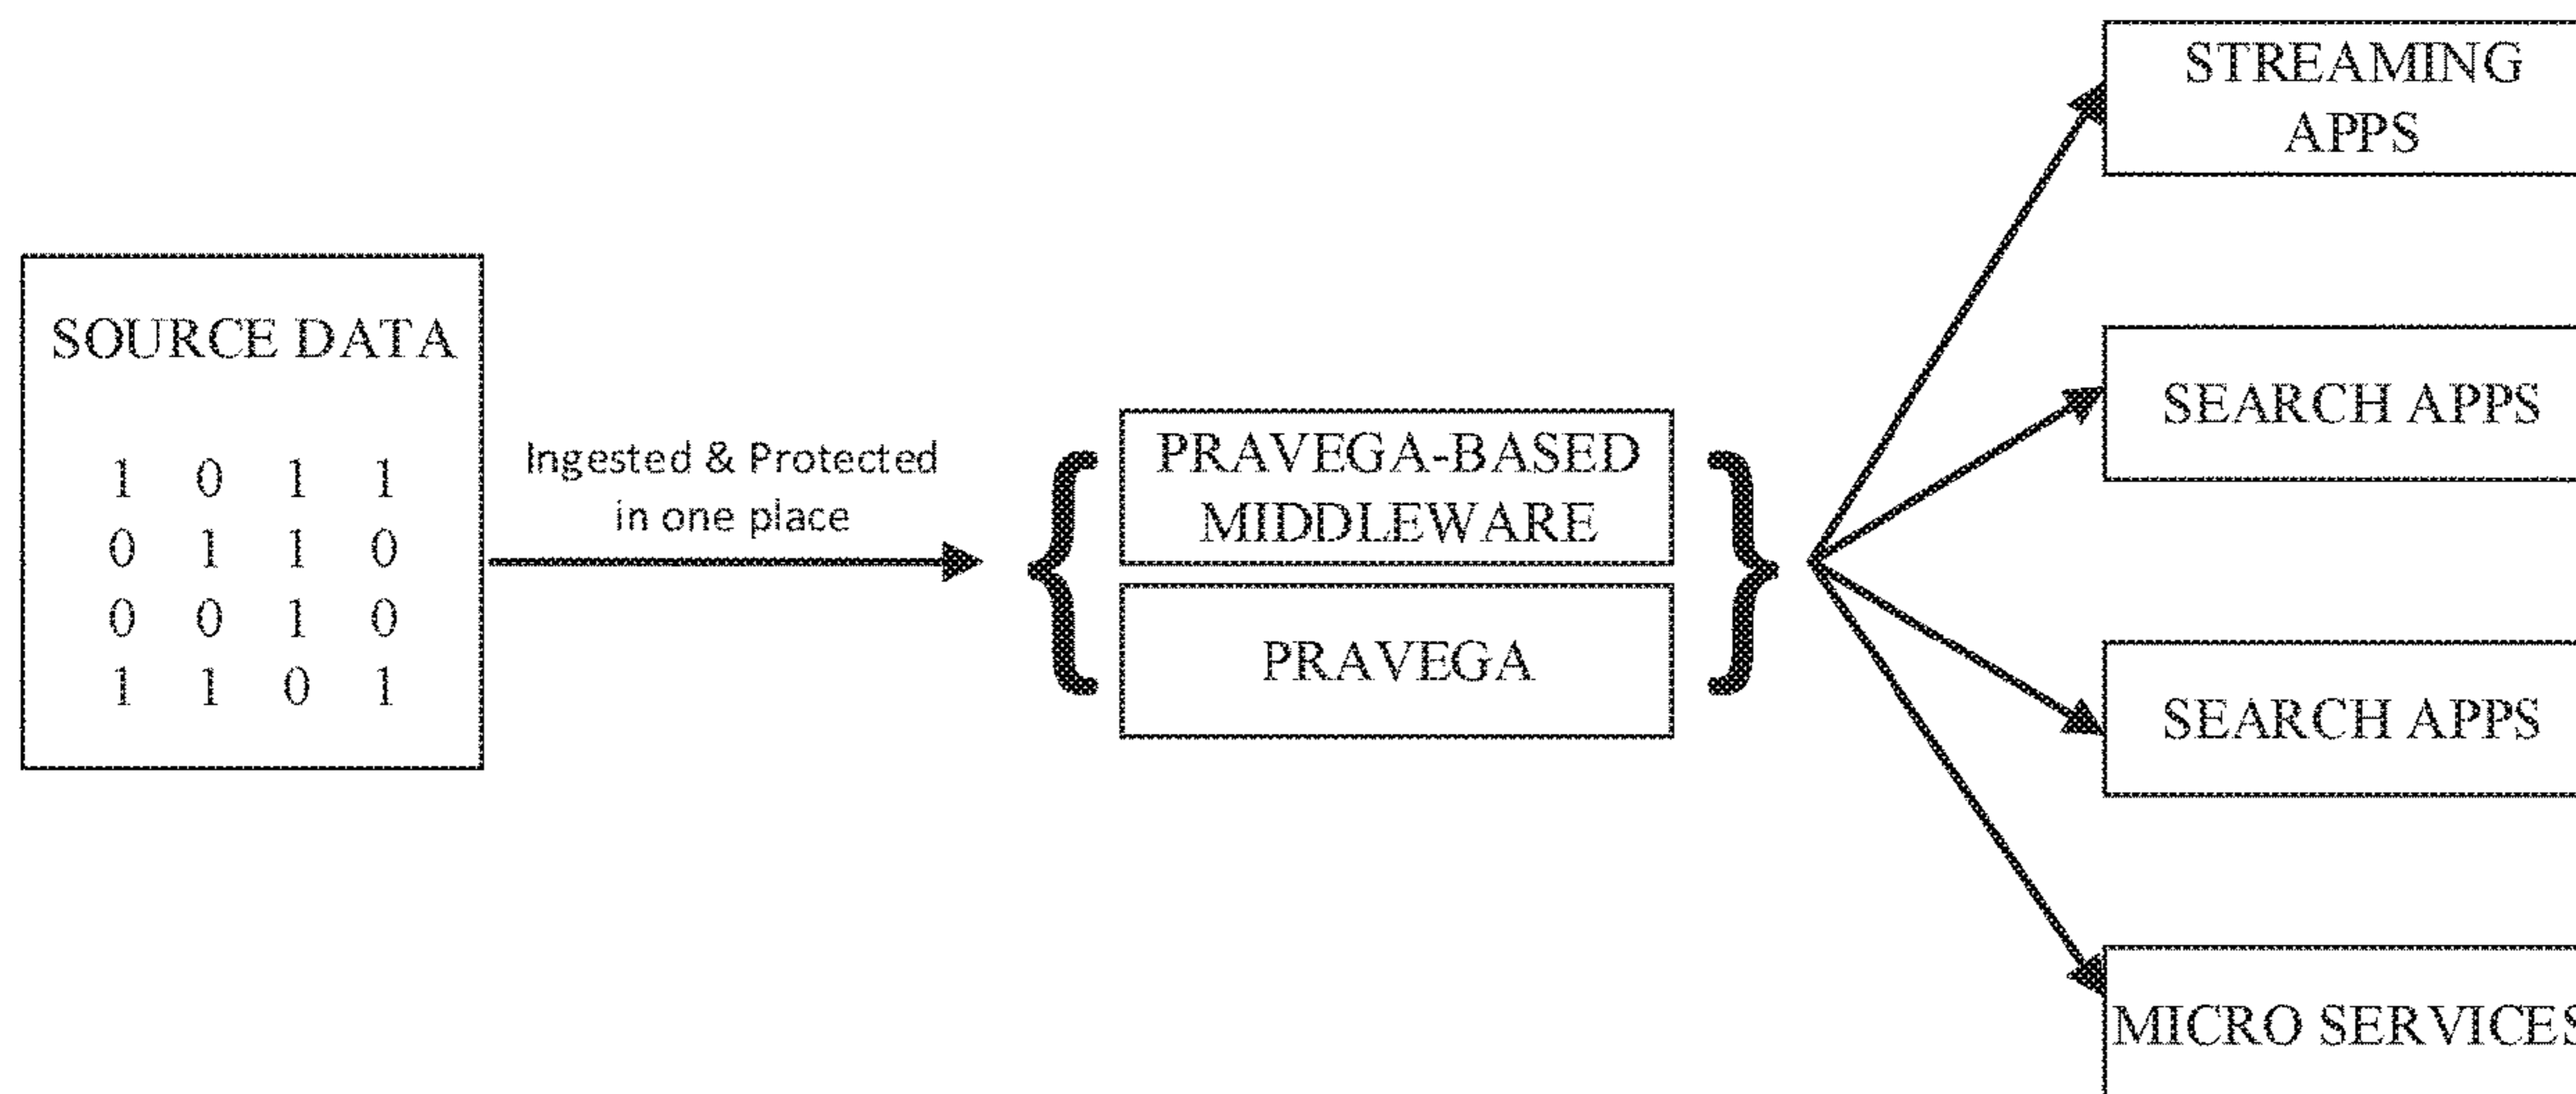 SOURCE DATA
1 0 1 1
0 1 1 0
0 0 1 0
1 1 0 1
Ingested & Protected
in one place
PRAVEGA-BASED
MIDDLEWARE
PRAVEGA
STREAMING
APPS
SEARCH APPS
SEARCH APPS
MICRO SERVICES